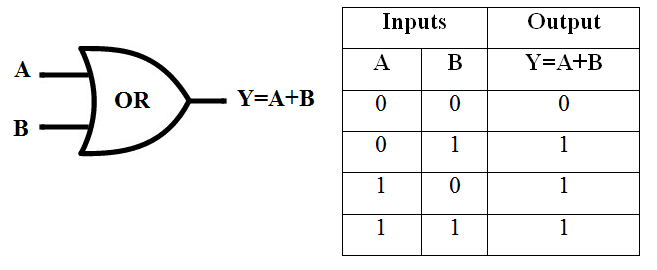 A
B
OR
Y=A+B
Inputs Output
A B Y=A+B
0 0 0
0 1 1
1 0 1
1 1 1